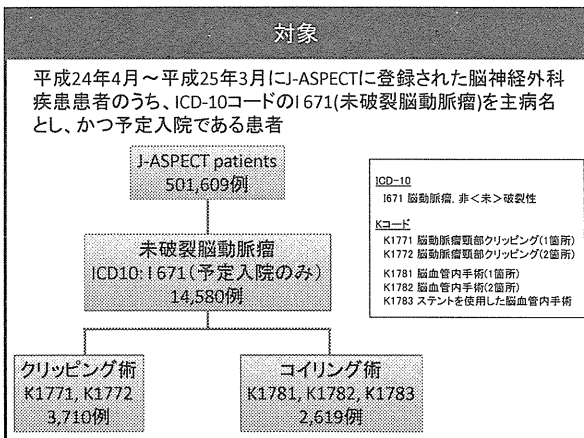 対象
平成24年4月～平成25年3月にJ-ASPECTに登録された脳神経外科
疾患患者のうち、ICD-10コードのI 671(未破裂脳動脈瘤)を主病名
とし、かつ予定入院である患者
J-ASPECT patients
501,609例
未破裂脳動脈瘤
ICD10: I 671(予定入院のみ)
14,580例
クリッピング術
K1771, K1772
3,710例
コイリング術
K1781, K1782, K1783
2,619例
ICD-10
I671 脳動脈瘤, 非<未>破裂性
Kコード
K1771 脳動脈瘤頸部クリッピング(1箇所)
K1772 脳動脈瘤頸部クリッピング(2箇所)
K1781 脳血管内手術(1箇所)
K1782 脳血管内手術(2箇所)
K1783 ステントを使用した脳血管内手術